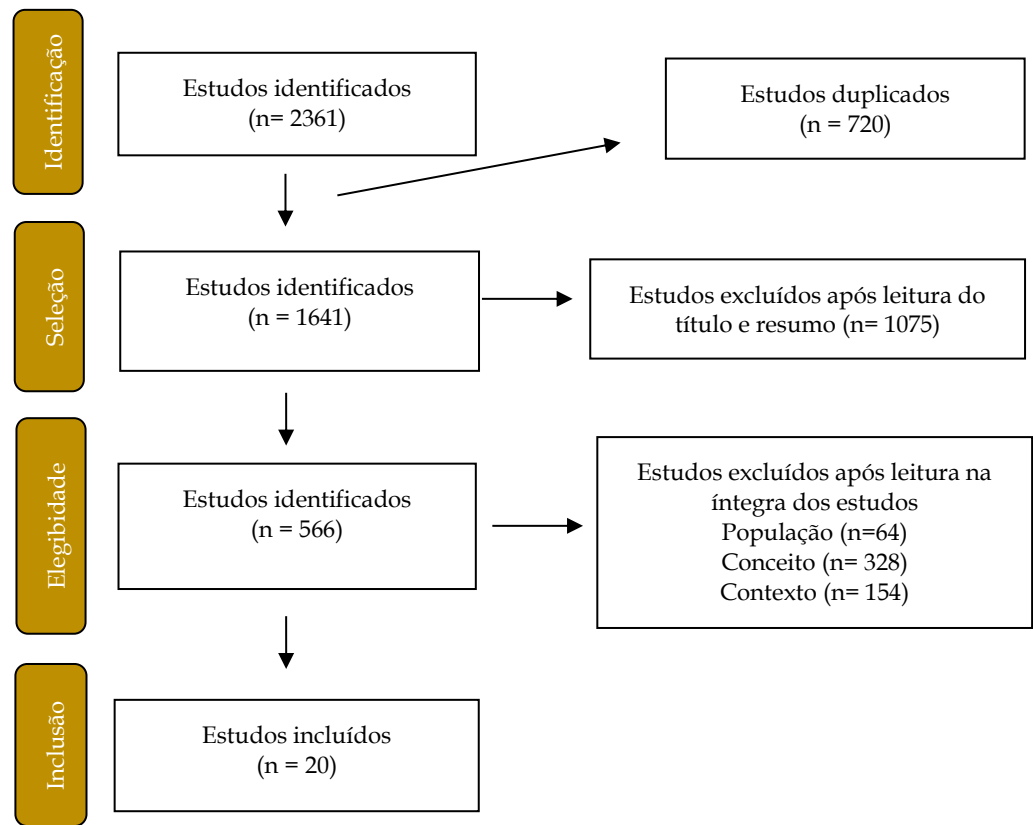 Identificação
Estudos identificados
(n= 2361)
Estudos duplicados
(n = 720)
Seleção
Estudos identificados
(n = 1641)
Estudos excluídos após leitura do
título e resumo (n= 1075)
Elegibidade
Estudos identificados
(n = 566)
Estudos excluídos após leitura na
íntegra dos estudos
População (n=64)
Conceito (n= 328)
Contexto (n= 154)
Inclusão
Estudos incluídos
(n = 20)